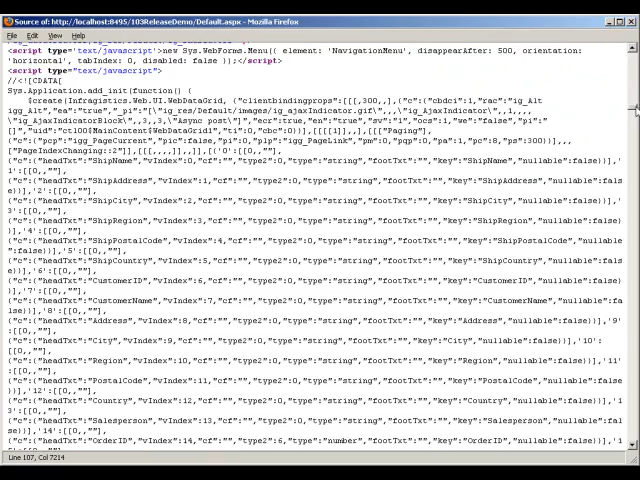 Source of: http://localhost:8495/103ReleaseDemo/Default.aspx - Mozilla Firefox
File Edit View Help
<script type='text/javascript'>new Sys.WebForms.Menu({ element: 'NavigationMenu', disappearAfter: 500, orientation:
'horizontal', tabIndex: 0, disabled: false });</script>
<script type="text/javascript">
//<![CDATA[
Sys.Application.add_init(function() {
$create(Infragistics.Web.UI.WebDataGrid, {"clientbindingprops":[[[,300,,],{"c":{"cbdci":1,"rac":"ig_Alt
igg_Alt","ea":"true","_pi":"[\"ig_res/Default/images/ig_ajaxIndicator.gif\",,,\"ig_AjaxIndicator\",,1,,,,
\"ig_AjaxIndicatorBlock\",,3,,3,\"Async post\"]","ecr":true,"en":"true","sv":"1","ocs":1,"we":"false","pi":"
[]","uid":"ctl00$MainContent$WebDataGrid1","ti":0,"cbc":0}],[[[[1]],,],[[["Paging"],
{"c":{"pcp":"igg_PageCurrent","pic":false,"pi":0,"plp":"igg_PageLink","pm":0,"pqp":0,"pa":1,"pc":8,"ps":300}],,,
["PageIndexChanging::2"]],[[,,],,],[{'0':[[0,,""],
{"c":{"headTxt":"ShipName","vIndex":0,"cf":"","type2":0,"type":"string","footTxt":"","key":"ShipName","nullable":false}],'
1':[[0,,""],
{"c":{"headTxt":"ShipAddress","vIndex":1,"cf":"","type2":0,"type":"string","footTxt":"","key":"ShipAddress","nullable":fals
e}],'2':[[0,,""],
{"c":{"headTxt":"ShipCity","vIndex":2,"cf":"","type2":0,"type":"string","footTxt":"","key":"ShipCity","nullable":false}],'
3':[[0,,""],
{"c":{"headTxt":"ShipRegion","vIndex":3,"cf":"","type2":0,"type":"string","footTxt":"","key":"ShipRegion","nullable":false
}],'4':[[0,,""],
{"c":{"headTxt":"ShipPostalCode","vIndex":4,"cf":"","type2":0,"type":"string","footTxt":"","key":"ShipPostalCode","nullable
":false}],'5':[[0,,""],
{"c":{"headTxt":"ShipCountry","vIndex":5,"cf":"","type2":0,"type":"string","footTxt":"","key":"ShipCountry","nullable":fals
e}],'6':[[0,,""],
{"c":{"headTxt":"CustomerID","vIndex":6,"cf":"","type2":0,"type":"string","footTxt":"","key":"CustomerID","nullable":false
}],'7':[[0,,""],
{"c":{"headTxt":"CustomerName","vIndex":7,"cf":"","type2":0,"type":"string","footTxt":"","key":"CustomerName","nullable":fa
lse}],'8':[[0,,""],
{"c":{"headTxt":"Address","vIndex":8,"cf":"","type2":0,"type":"string","footTxt":"","key":"Address","nullable":false}],'9':
[[0,,""],
{"c":{"headTxt":"City","vIndex":9,"cf":"","type2":0,"type":"string","footTxt":"","key":"City","nullable":false}],'10':
[[0,,""],
{"c":{"headTxt":"Region","vIndex":10,"cf":"","type2":0,"type":"string","footTxt":"","key":"Region","nullable":false}],'11'
:[[0,,""],
{"c":{"headTxt":"PostalCode","vIndex":11,"cf":"","type2":0,"type":"string","footTxt":"","key":"PostalCode","nullable":false
}],'12':[[0,,""],
{"c":{"headTxt":"Country","vIndex":12,"cf":"","type2":0,"type":"string","footTxt":"","key":"Country","nullable":false}],'1
3':[[0,,""],
{"c":{"headTxt":"Salesperson","vIndex":13,"cf":"","type2":0,"type":"string","footTxt":"","key":"Salesperson","nullable":fal
se}],'14':[[0,,""],
{"c":{"headTxt":"OrderID","vIndex":14,"cf":"","type2":6,"type":"number","footTxt":"","key":"OrderID","nullable":false}],'1
Line 107, Col 7214